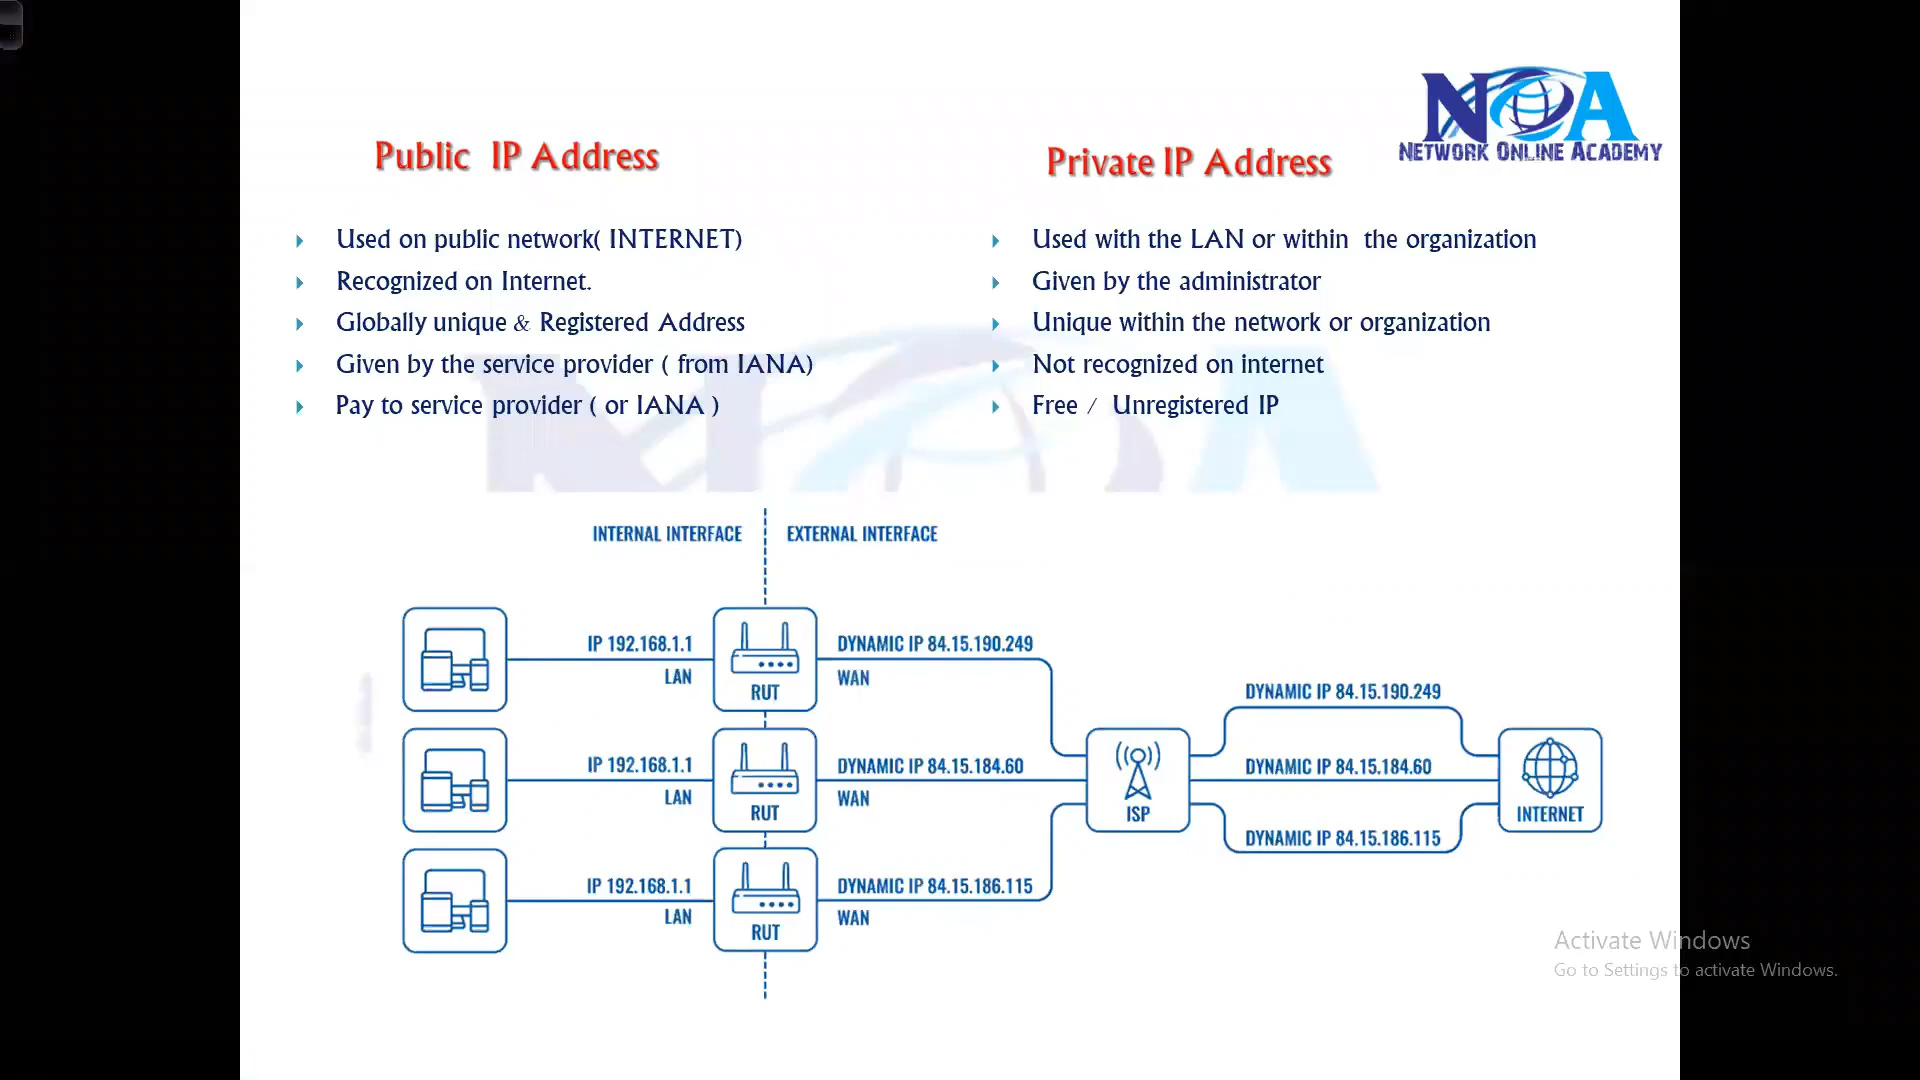 NOA
NETWORK ONLINE ACADEMY
Public IP Address
Used on public network( INTERNET)
Recognized on Internet.
Globally unique & Registered Address
Given by the service provider ( from IANA)
Pay to service provider ( or IANA )
Private IP Address
Used with the LAN or within the organization
Given by the administrator
Unique within the network or organization
Not recognized on internet
Free / Unregistered IP
INTERNAL INTERFACE
EXTERNAL INTERFACE
IP 192.168.1.1
LAN
RUT
DYNAMIC IP 84.15.190.249
WAN
IP 192.168.1.1
LAN
RUT
DYNAMIC IP 84.15.184.60
WAN
IP 192.168.1.1
LAN
RUT
DYNAMIC IP 84.15.186.115
WAN
ISP
DYNAMIC IP 84.15.190.249
DYNAMIC IP 84.15.184.60
DYNAMIC IP 84.15.186.115
INTERNET
Activate Windows
Go to Settings to activate Windows.